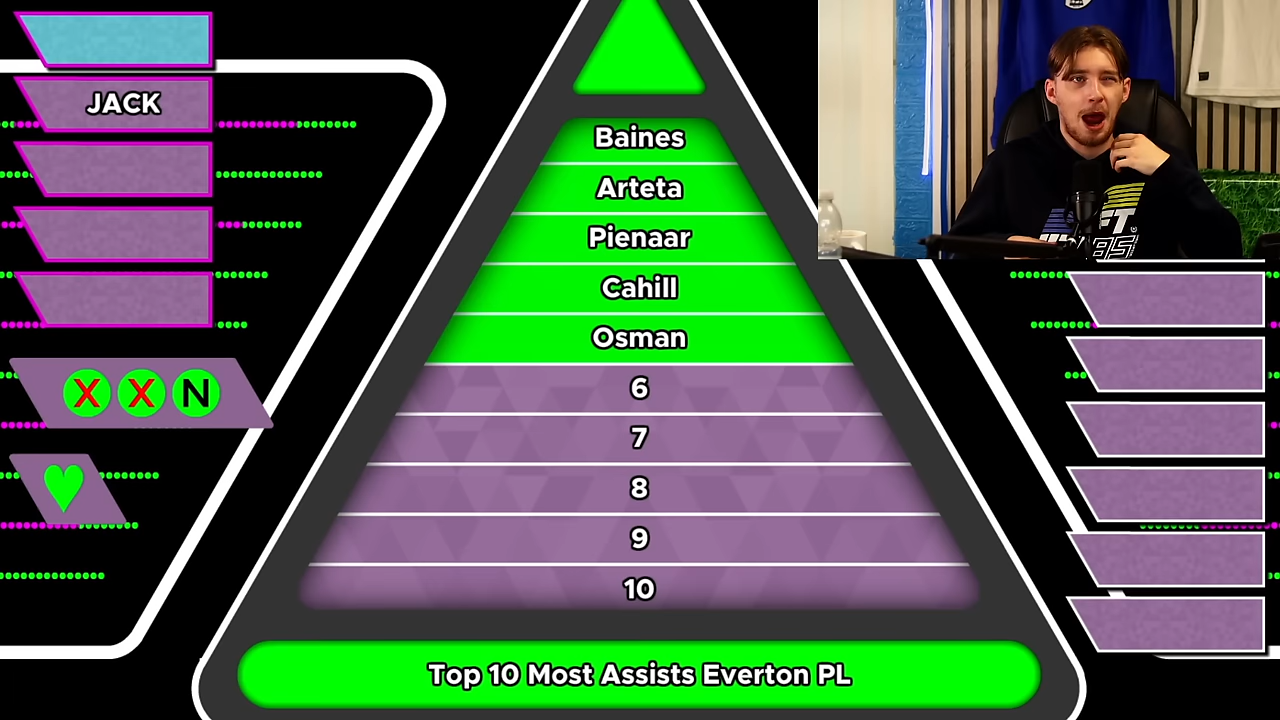 JACK
X X N
Baines
Arteta
Pienaar
Cahill
Osman
6
7
8
9
10
Top 10 Most Assists Everton PL